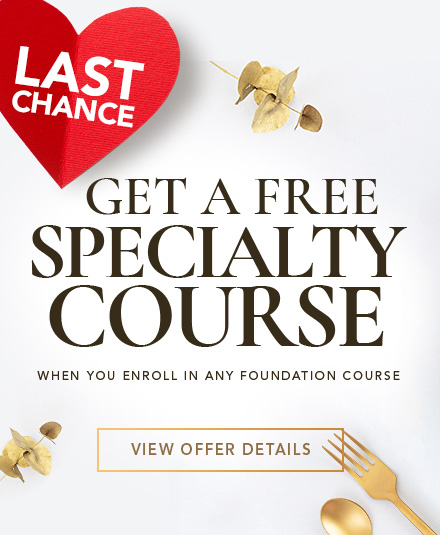 LAST
CHANCE
GET A FREE
SPECIALTY
COURSE
WHEN YOU ENROLL IN ANY FOUNDATION COURSE
VIEW OFFER DETAILS